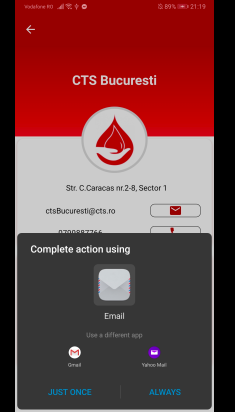 Vodafone RO
89% 21:19
CTS Bucuresti
Str. C.Caracas nr.2-8, Sector 1
ctsBucuresti@cts.ro
0799887766
Complete action using
Email
Use a different app
Gmail
Yahoo Mail
JUST ONCE
ALWAYS